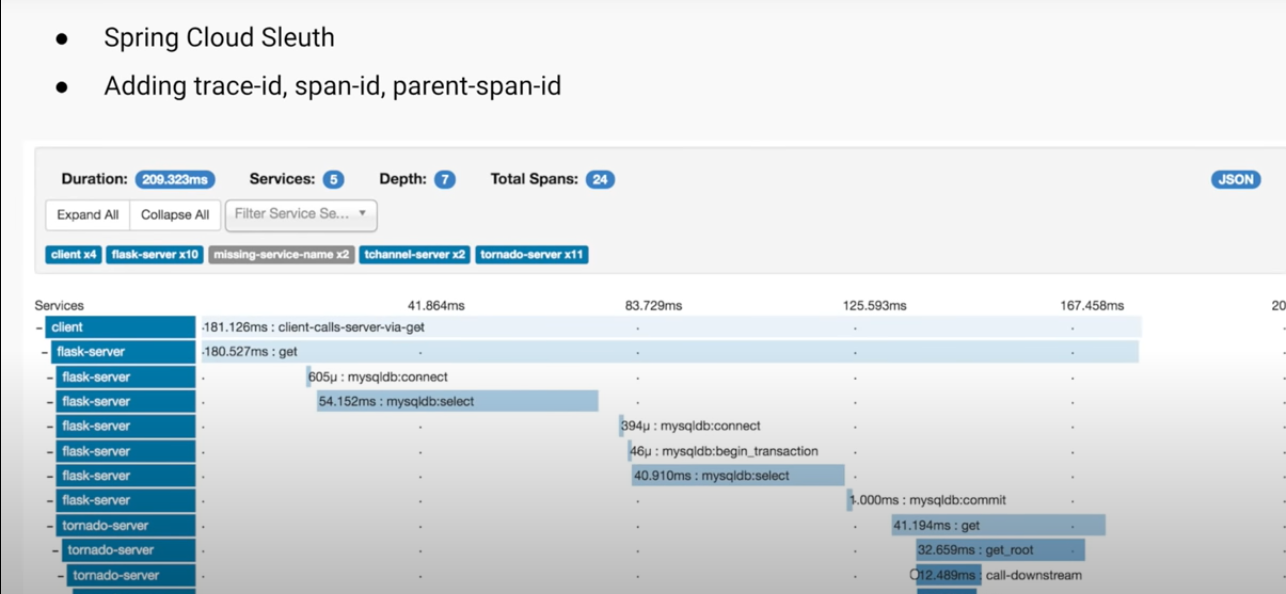 ● Spring Cloud Sleuth
● Adding trace-id, span-id, parent-span-id
Duration: 209.323ms Services: 5 Depth: 7 Total Spans: 24 JSON
Expand All Collapse All Filter Service Se...
client x4 flask-server x10 missing-service-name x2 tchannel-server x2 tornado-server x11
Services 41.864ms 83.729ms 125.593ms 167.458ms 20
- client 181.126ms : client-calls-server-via-get
- flask-server 180.527ms : get
- flask-server 605μ : mysqldb:connect
- flask-server 54.152ms : mysqldb:select
- flask-server 394μ : mysqldb:connect
- flask-server 46μ : mysqldb:begin_transaction
- flask-server 40.910ms : mysqldb:select
- flask-server 1.000ms : mysqldb:commit
- tornado-server 41.194ms : get
- tornado-server 32.659ms : get_root
- tornado-server 12.489ms : call-downstream